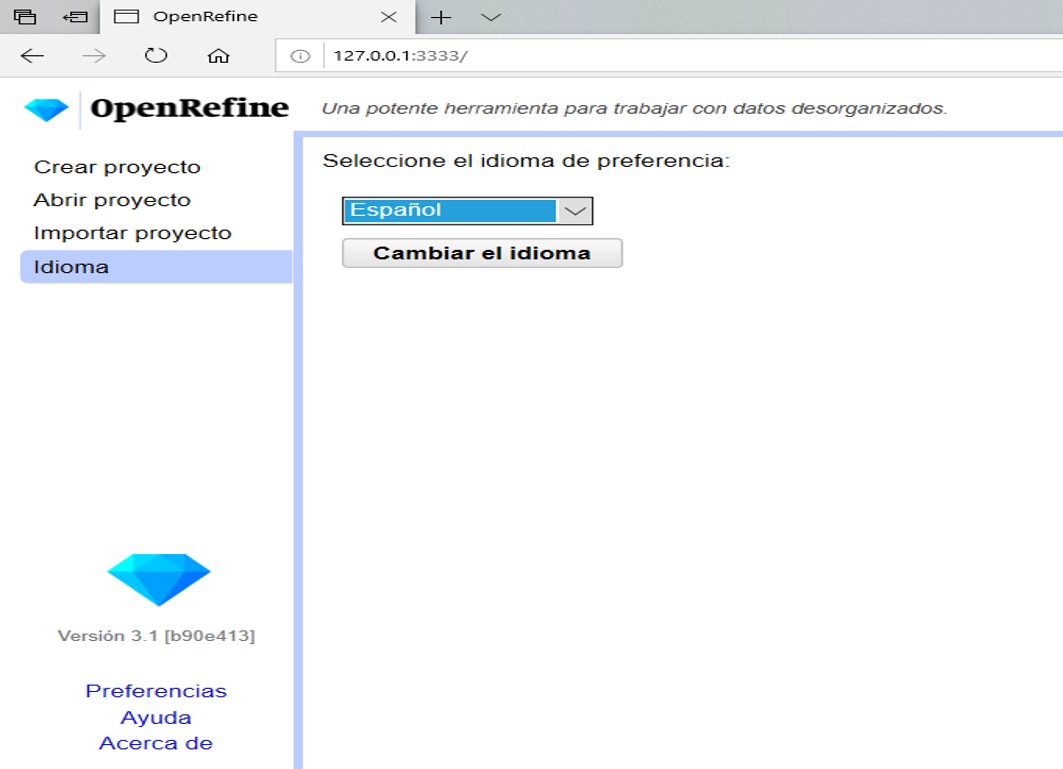 OpenRefine
127.0.0.1:3333/
OpenRefine Una potente herramienta para trabajar con datos desorganizados.
Crear proyecto
Abrir proyecto
Importar proyecto
Idioma
Seleccione el idioma de preferencia:
Español
Cambiar el idioma
Versión 3.1 [b90e413]
Preferencias
Ayuda
Acerca de